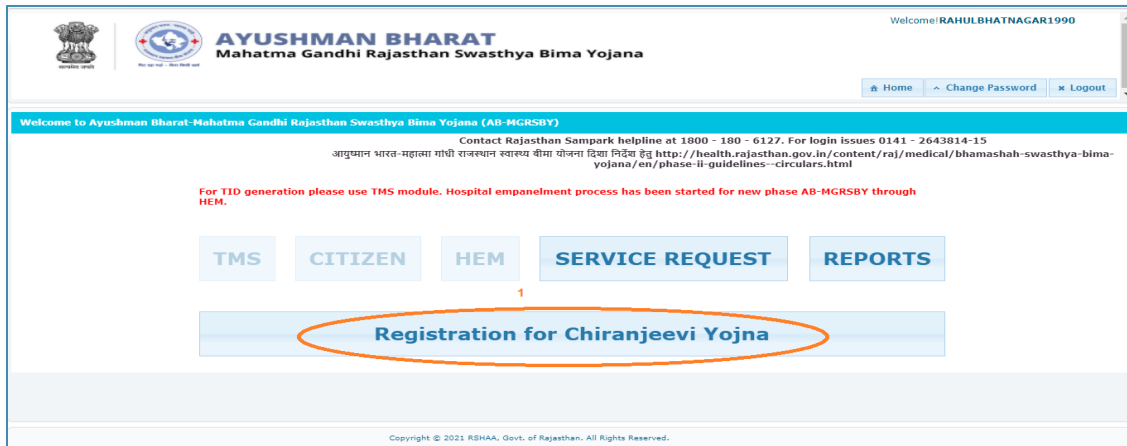 Welcome!RAHULBHATNAGAR1990
AYUSHMAN BHARAT
Mahatma Gandhi Rajasthan Swasthya Bima Yojana
सत्यमेव जयते
Home Change Password Logout
Welcome to Ayushman Bharat-Mahatma Gandhi Rajasthan Swasthya Bima Yojana (AB-MGRSBY)
Contact Rajasthan Sampark helpline at 1800 - 180 - 6127. For login issues 0141 - 2643814-15
आयुष्मान भारत-महात्मा गांधी राजस्थान स्वास्थ्य बीमा योजना दिशा निर्देश हेतु http://health.rajasthan.gov.in/content/raj/medical/bhamashah-swasthya-bima-
yojana/en/phase-ii-guidelines--circulars.html
For TID generation please use TMS module. Hospital empanelment process has been started for new phase AB-MGRSBY through
HEM.
TMS CITIZEN HEM SERVICE REQUEST REPORTS
1
Registration for Chiranjeevi Yojna
Copyright © 2021 RSHAA, Govt. of Rajasthan. All Rights Reserved.